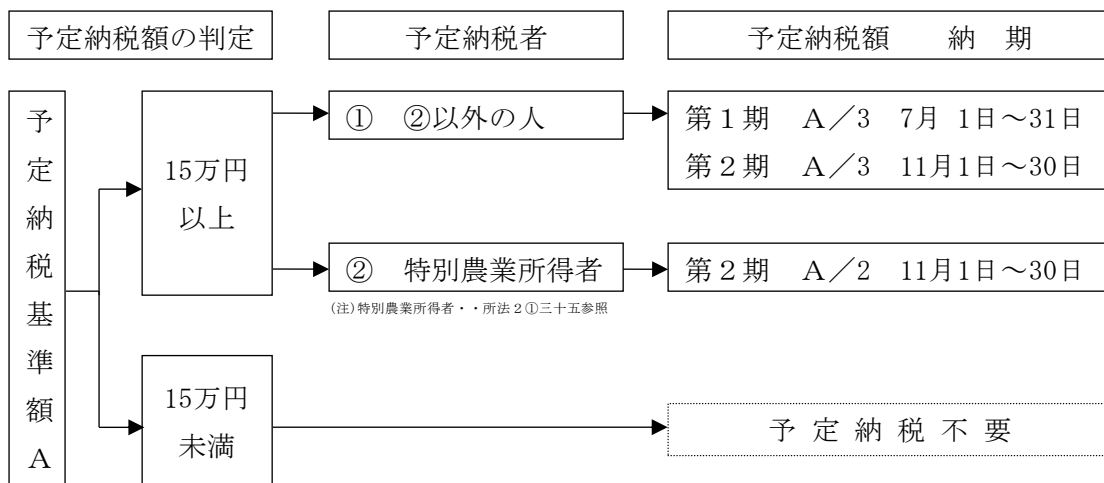 予定納税額の判定
予定納税者
予定納税額　納　期
予定納税基準額A
15万円
以上
①　②以外の人
第1期　A／3　7月 1日～31日
第2期　A／3　11月1日～30日
②　特別農業所得者
第2期　A／2　11月1日～30日
(注)特別農業所得者・・所法2①三十五参照
15万円
未満
予定納税不要